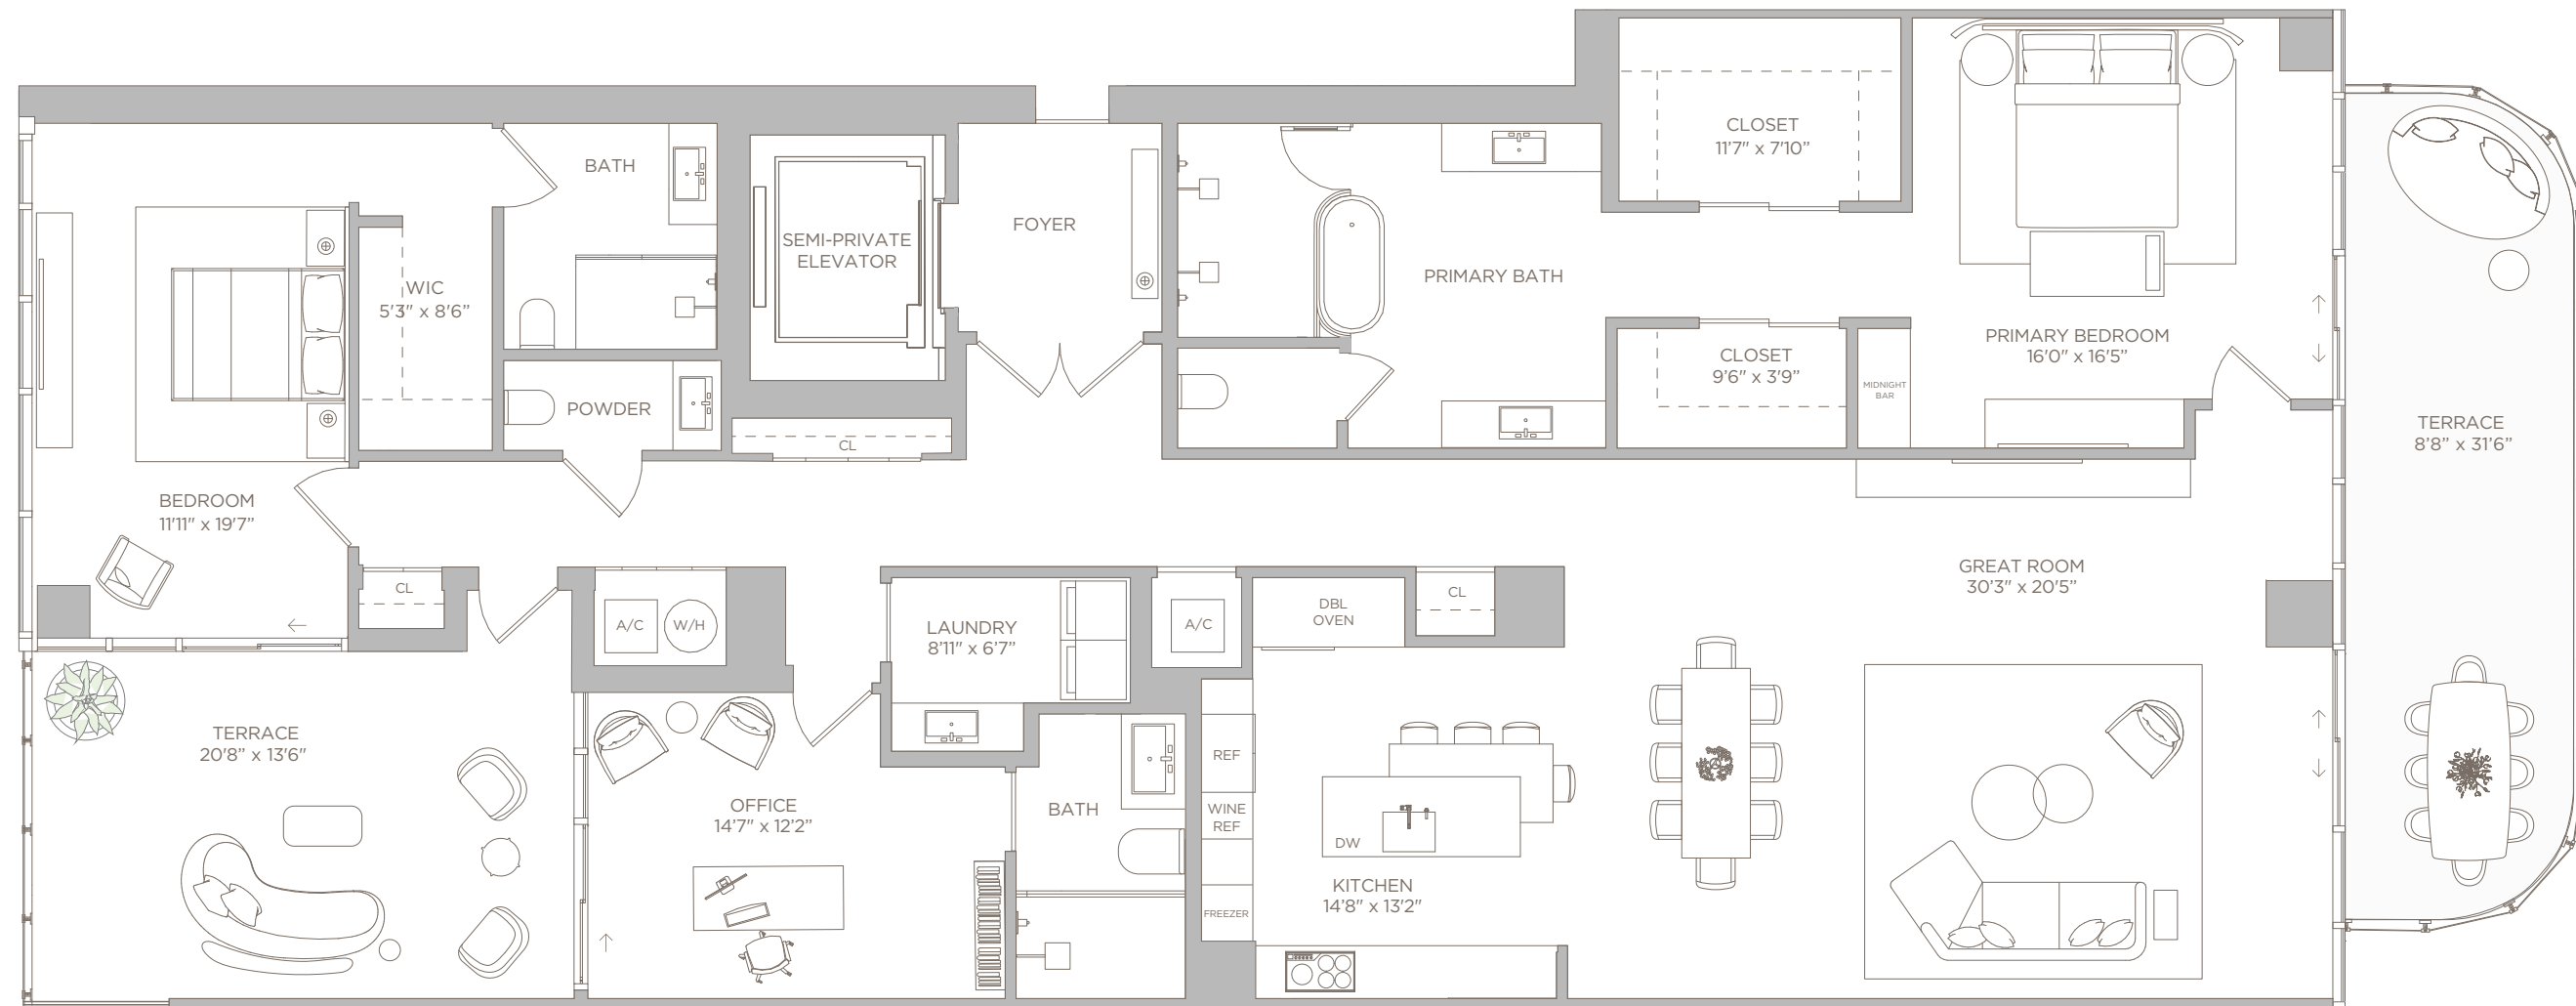 CLOSET
11'7" x 7'10"
BATH
FOYER
SEMI-PRIVATE
ELEVATOR
WIC
5'3" x 8'6"
PRIMARY BATH
PRIMARY BEDROOM
16'0" x 16'5"
CLOSET
9'6" x 3'9"
MIDNIGHT
BAR
POWDER
CL
TERRACE
8'8" x 31'6"
BEDROOM
11'11" x 19'7"
CL
A/C
W/H
LAUNDRY
8'11" x 6'7"
A/C
DBL
OVEN
CL
GREAT ROOM
30'3" x 20'5"
TERRACE
20'8" x 13'6"
OFFICE
14'7" x 12'2"
BATH
REF
WINE
REF
DW
KITCHEN
14'8" x 13'2"
FREEZER